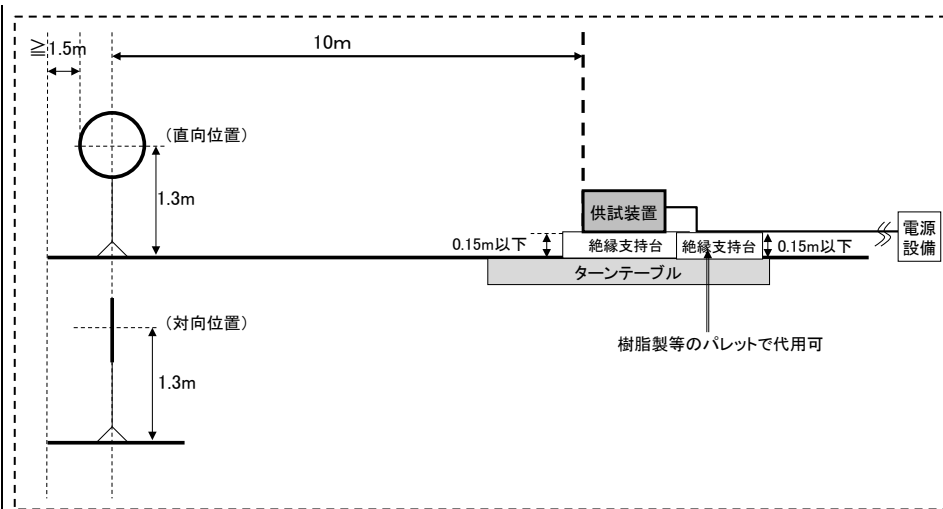 ≧1.5m
10m
(直向位置)
1.3m
供試装置
電源
設備
0.15m以下
絶縁支持台
絶縁支持台
0.15m以下
ターンテーブル
(対向位置)
樹脂製等のパレットで代用可
1.3m